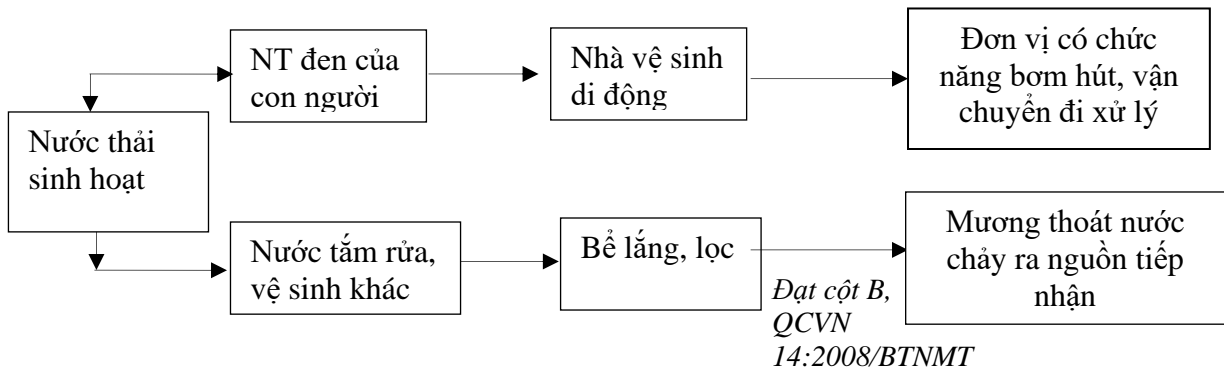 Nước thải
sinh hoạt
NT đen của
con người
Nhà vệ sinh
di động
Đơn vị có chức
năng bơm hút, vận
chuyển đi xử lý
Nước tắm rửa,
vệ sinh khác
Bể lắng, lọc
Đạt cột B,
QCVN
14:2008/BTNMT
Mương thoát nước
chảy ra nguồn tiếp
nhận